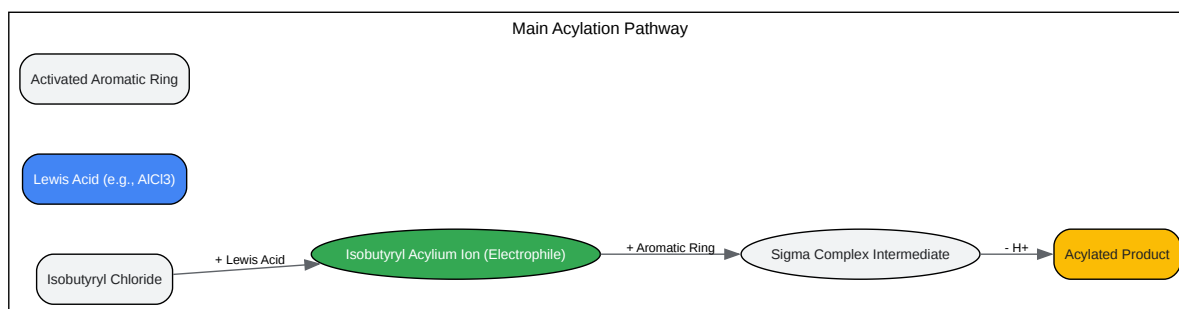 Main Acylation Pathway
Activated Aromatic Ring
Lewis Acid (e.g., AlCl3)
Isobutyryl Chloride
+ Lewis Acid
Isobutyryl Acylium Ion (Electrophile)
+ Aromatic Ring
Sigma Complex Intermediate
- H+
Acylated Product